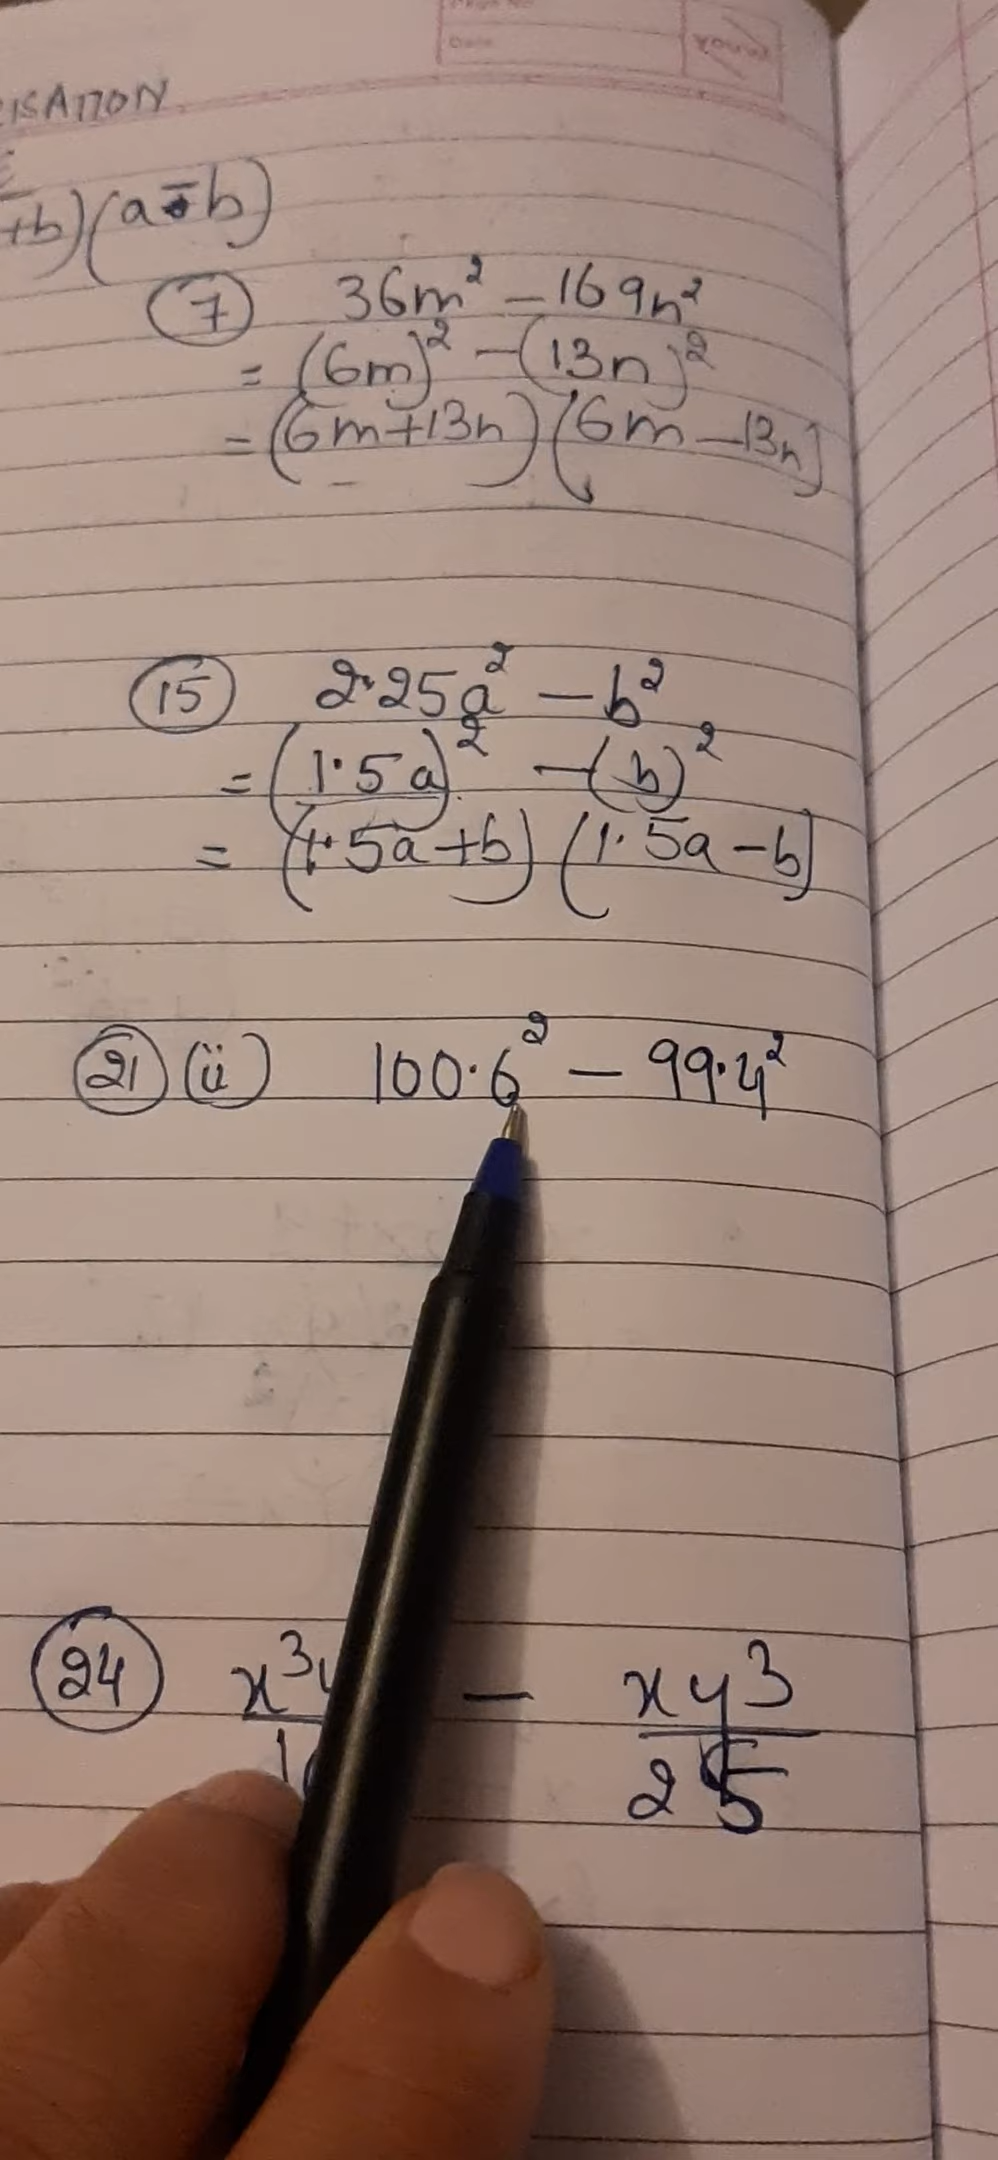 Date
ISATION
+b)(a-b)
⑦ 36m² – 169n²
= (6m)² – (13n)²
= (6m+13n)(6m–13n)
⑮ 2.25a² – b²
= (1.5a)² – (b)²
= (1.5a+b)(1.5a–b)
㉑ (ii) 100.6² – 99.4²
㉔ x³ – xy3
25